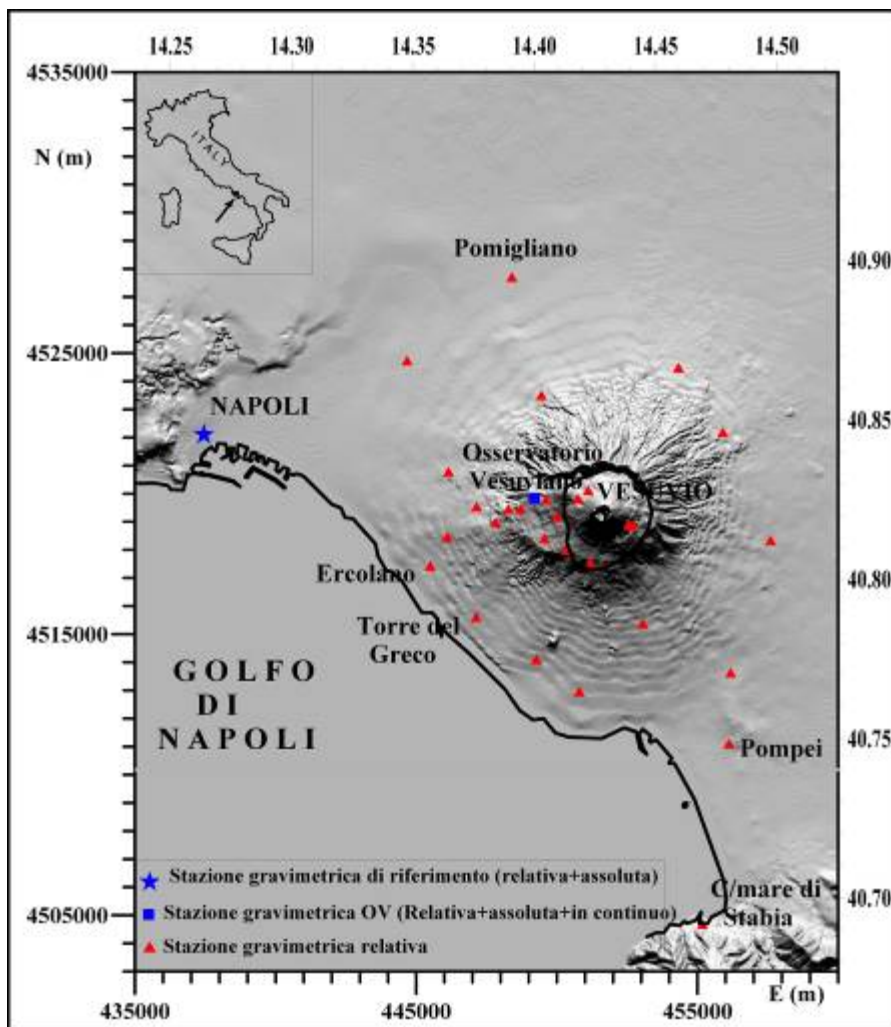 14.25 14.30 14.35 14.40 14.45 14.50
4535000
N (m)
ITALY
Pomigliano
40.90
4525000
NAPOLI
40.85
Osservatorio
Vesuviano
VESUVIO
Ercolano
40.80
4515000
Torre del
Greco
GOLFO
DI
NAPOLI
40.75
Pompei
Stazione gravimetrica di riferimento (relativa+assoluta)
C/mare di
Stabia
40.70
4505000
Stazione gravimetrica OV (Relativa+assoluta+in continuo)
Stazione gravimetrica relativa
435000 445000 455000
E (m)